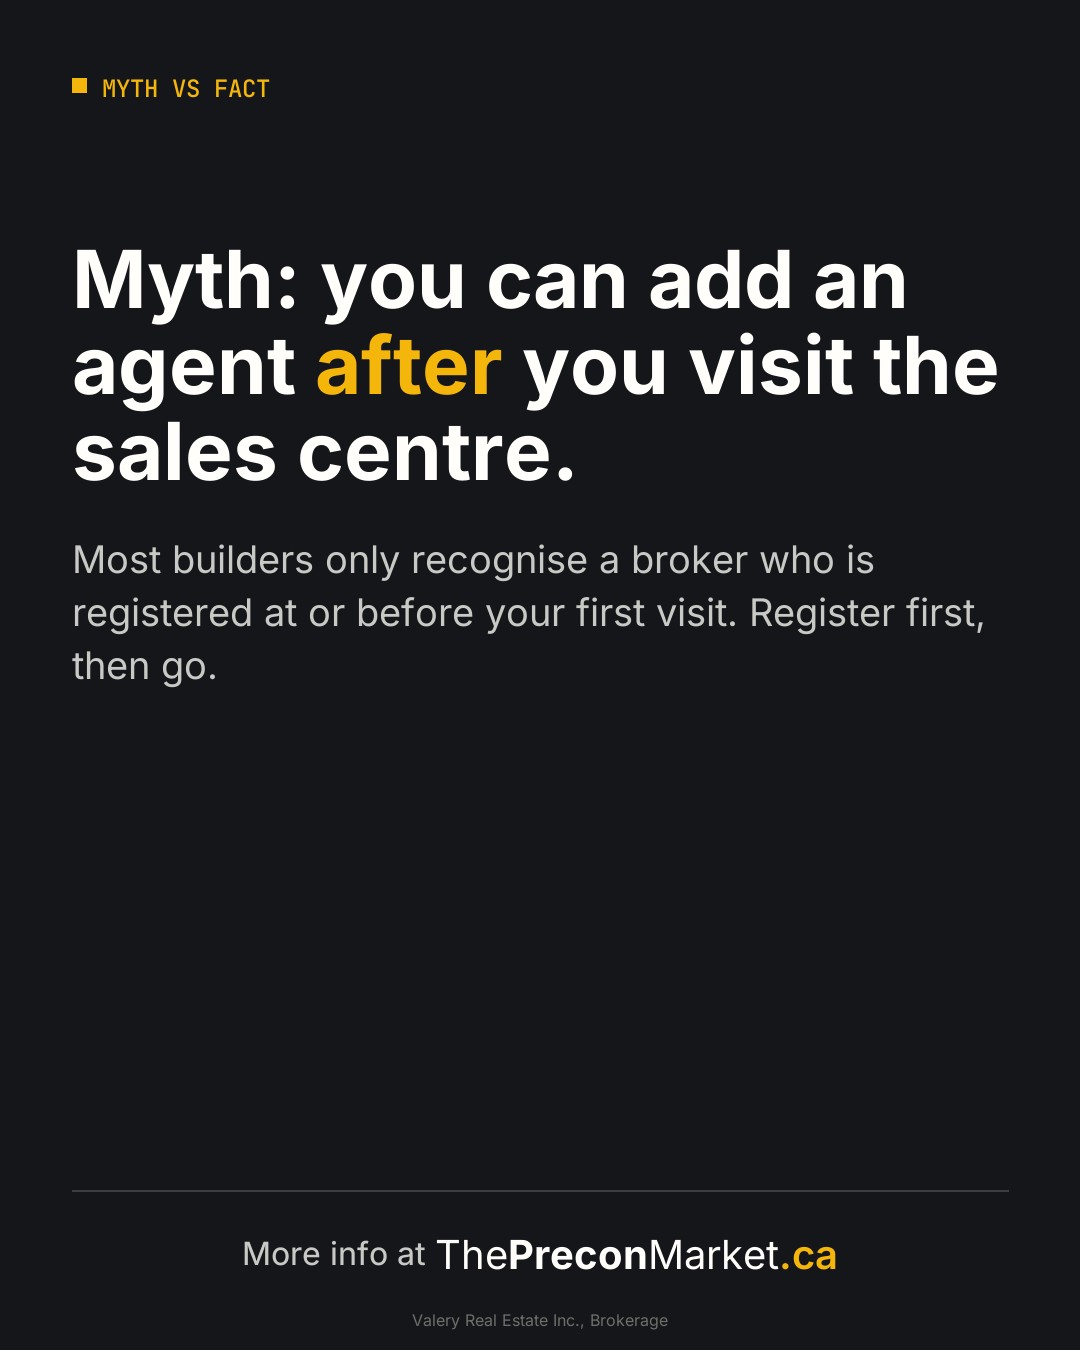 MYTH VS FACT
Myth: you can add an
agent after you visit the
sales centre.
Most builders only recognise a broker who is
registered at or before your first visit. Register first,
then go.
More info at ThePreconMarket.ca
Valery Real Estate Inc., Brokerage